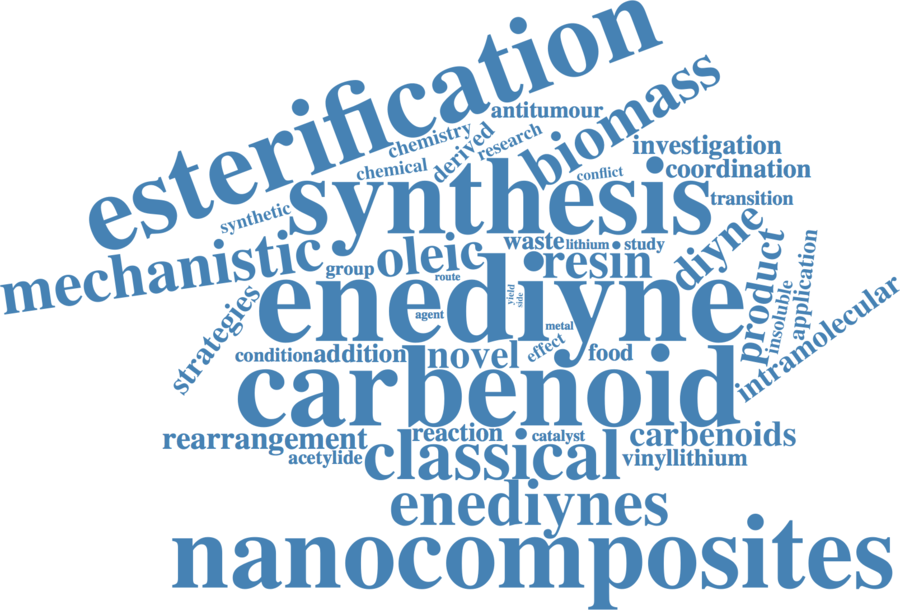 esterification
antitumour
biomass
chemistry
derived
research
investigation
chemical
conflict
coordination
synthesis
transition
synthetic
mechanistic
oleic
waste
lithium
study
diyne
group
route
resin
product
insoluble
application
enediyne
yield
side
agent
metal
strategies
effect
intramolecular
condition
addition
novel
food
carbenoid
rearrangement
reaction
catalyst
carbenoids
acetylide
classical
vinyllithium
enediynes
nanocomposites